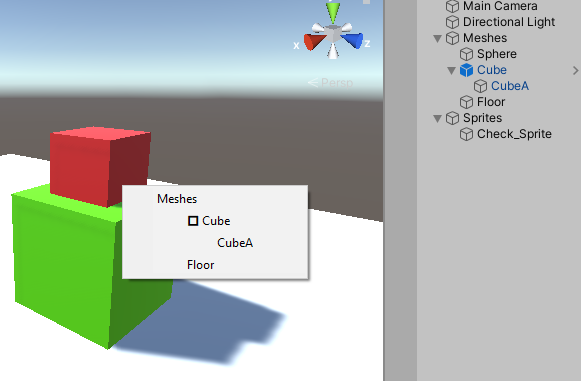 x
z
Persp
Meshes
Cube
CubeA
Floor
Main Camera
Directional Light
Meshes
Sphere
Cube
CubeA
Floor
Sprites
Check_Sprite